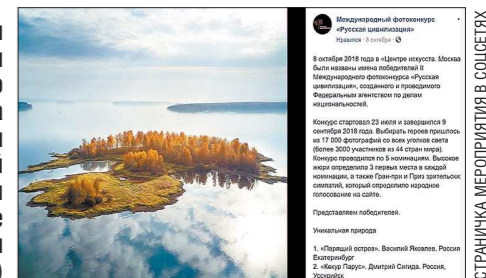 Международный фотоконкурс
«Русская цивилизация»
Нравится · 8 октября ·
8 октября 2018 года в «Центре искусств. Москва
были названы имена победителей II
Международного фотоконкурса «Русская
цивилизация», созданного и проводимого
Федеральным агентством по делам
национальностей.
Конкурс стартовал 23 июля и завершился 9
сентября 2018 года. Выбирать героев пришлось
из 17 000 фотографий со всех уголков света
(более 3000 участников из 44 стран мира).
Конкурс проводился по 5 номинациям. Высокое
жюри определило 3 первых места в каждой
номинации, а также Гран-при и Приз зрительских
симпатий, который определило народное
голосование на сайте.
Представляем победителей.
Уникальная природа
1. «Парящий остров». Василий Яковлев. Россия
Екатеринбург
2. «Кекур Парус». Дмитрий Сигида. Россия,
Уссурийск
СТРАНИЧКА МЕРОПРИЯТИЯ В СОЦСЕТЯХ